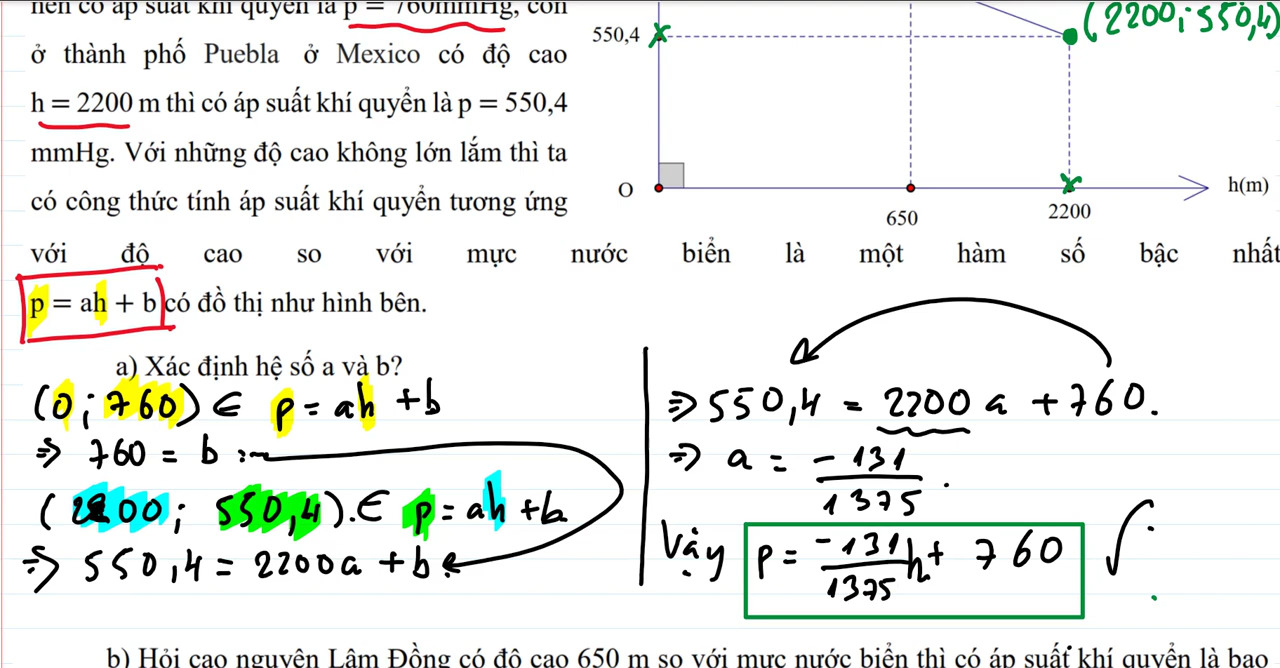 nên có áp suất khí quyển là p = 760mmHg, còn
ở thành phố Puebla ở Mexico có độ cao
h = 2200 m thì có áp suất khí quyển là p = 550,4
mmHg. Với những độ cao không lớn lắm thì ta
có công thức tính áp suất khí quyển tương ứng
với độ cao so với mực nước biển là một hàm số bậc nhất
p = ah + b có đồ thị như hình bên.
550,4
(2200; 550,4)
O
650
2200
h(m)
a) Xác định hệ số a và b?
(0; 760) ∈ p = ah + b
⇒ 760 = b
(2200; 550,4). ∈ p = ah + b
⇒ 550,4 = 2200a + b.
⇒ 550,4 = 2200 a + 760.
⇒ a = -131/1375.
Vậy p = -131/1375 h + 760
b) Hỏi cao nguyên Lâm Đồng có độ cao 650 m so với mực nước biển thì có áp suất khí quyển là bao